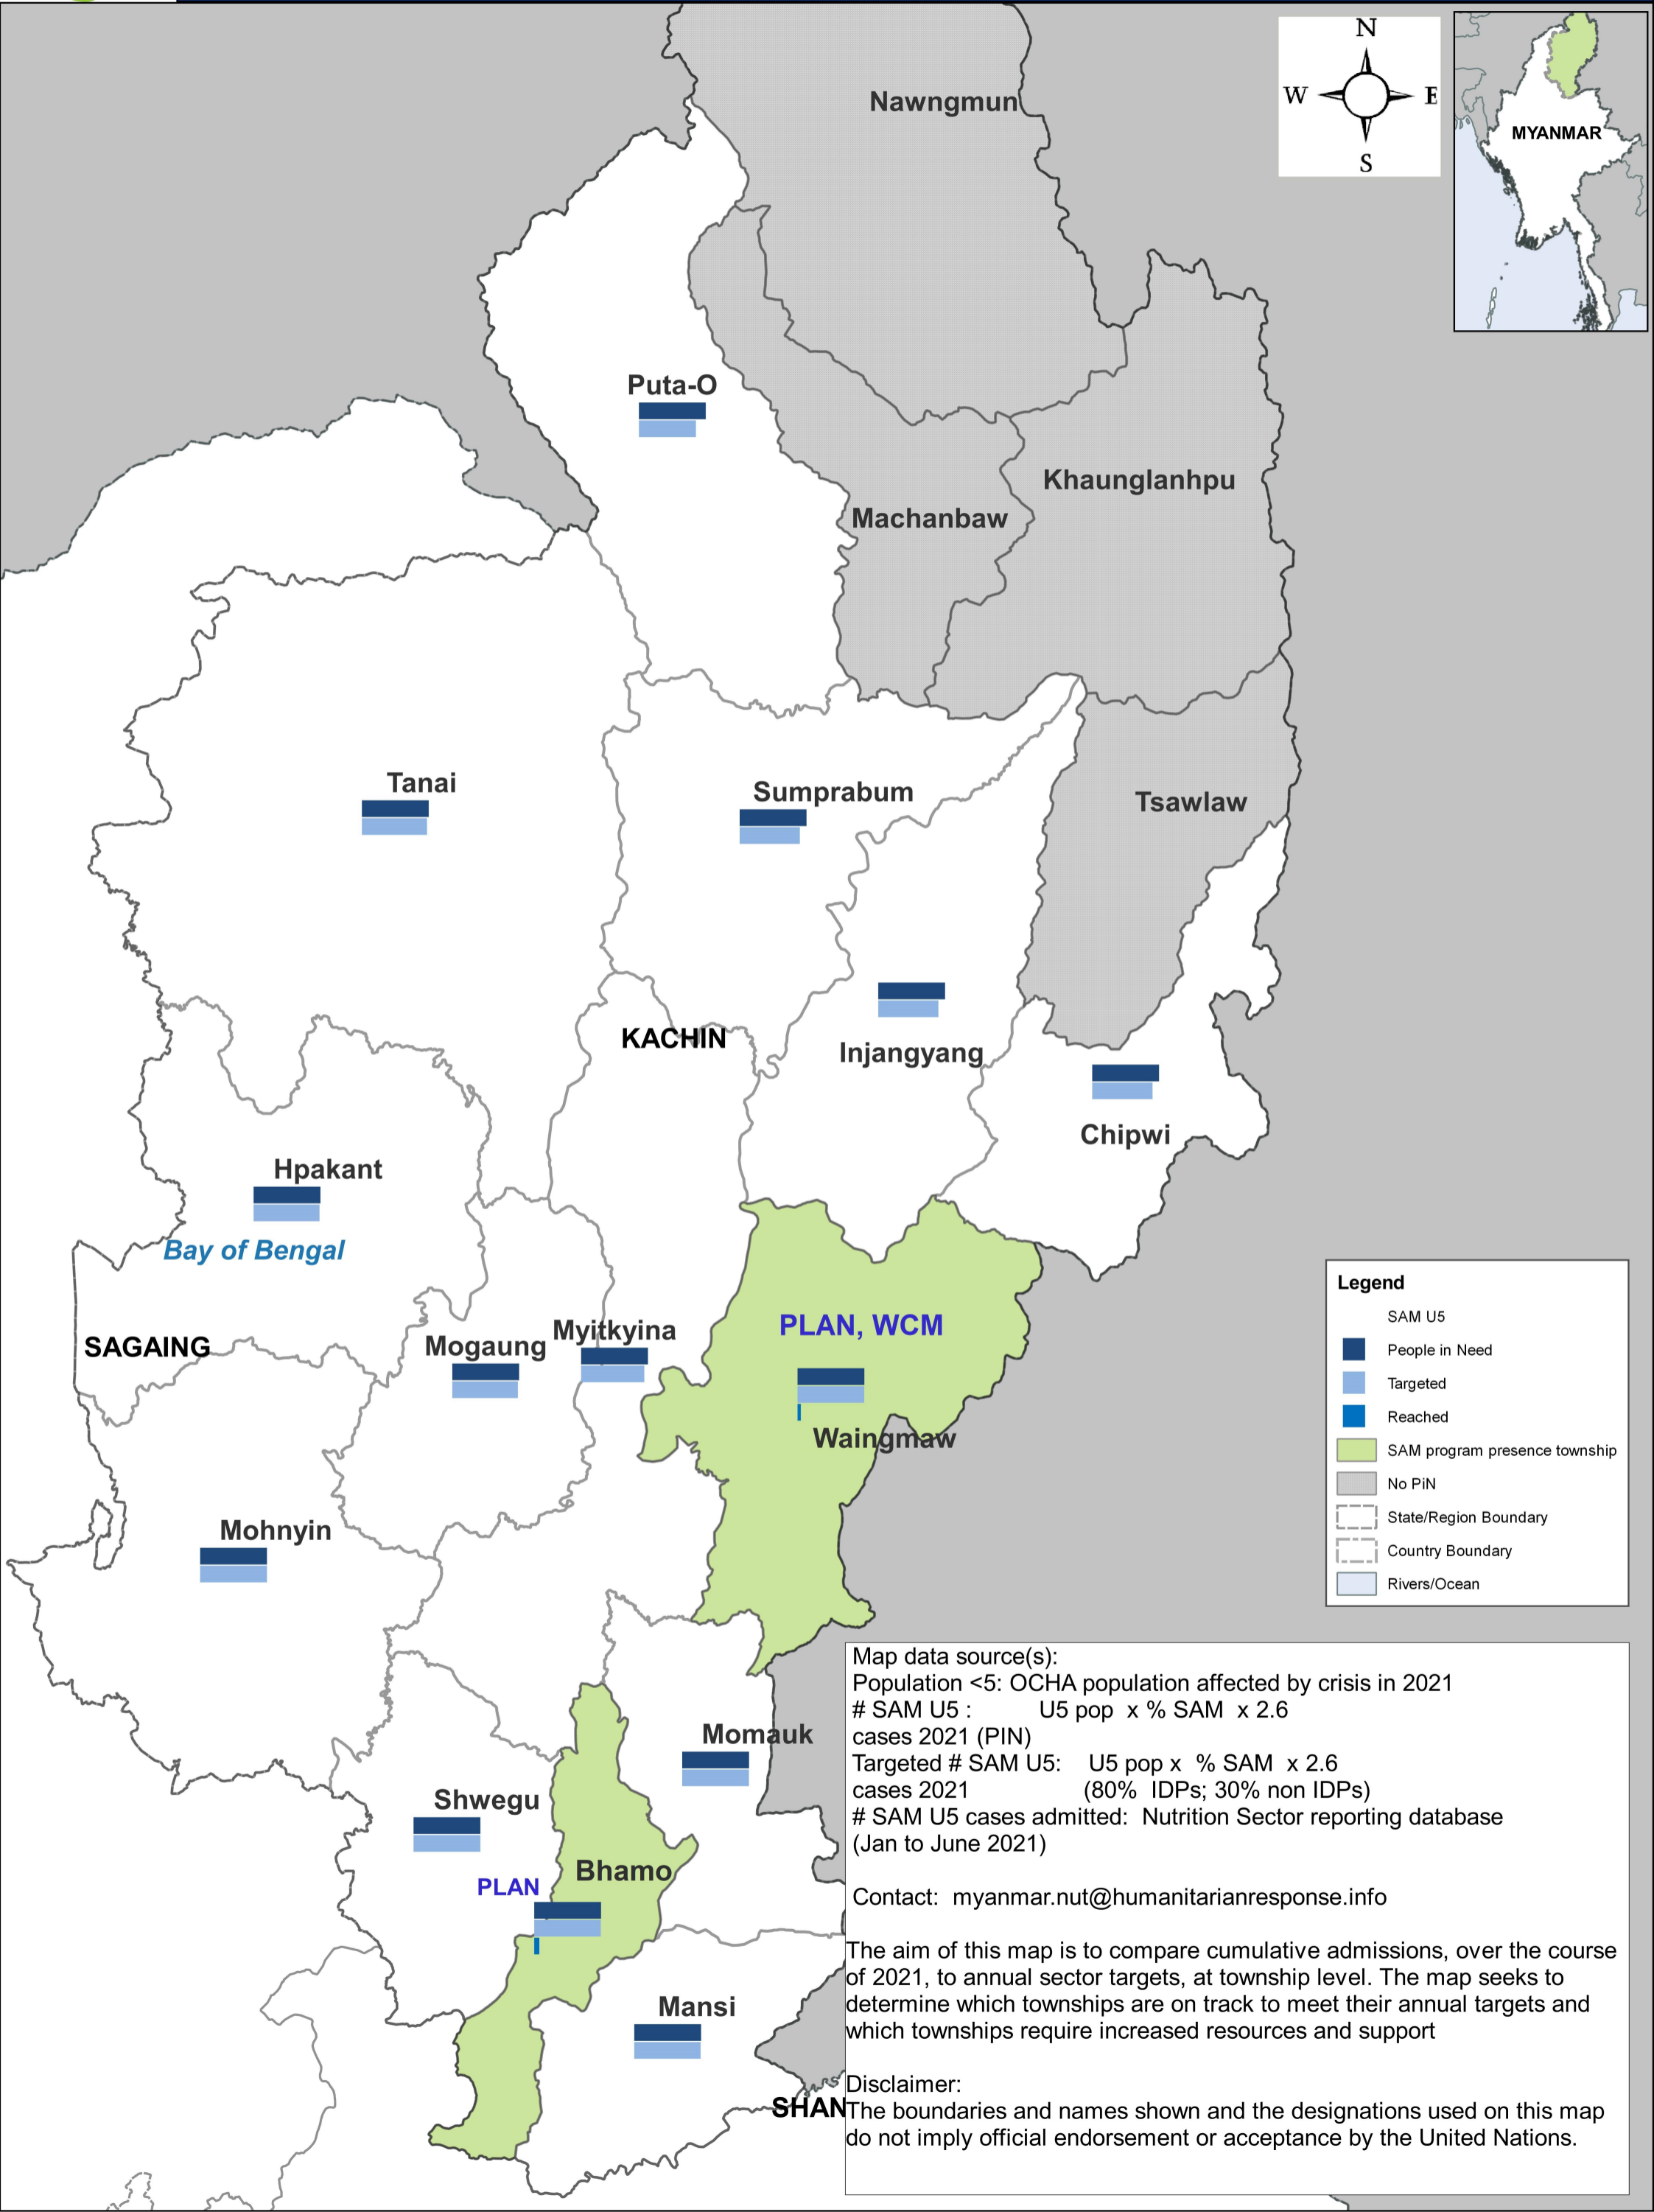 N
W E
S
MYANMAR
Nawngmun
Puta-O
Khaunglanhpu
Machanbaw
Tanai
Sumprabum
Tsawlaw
KACHIN
Injangyang
Chipwi
Hpakant
Bay of Bengal
SAGAING
Mogaung
Myitkyina
PLAN, WCM
Waingmaw
Mohnyin
Momauk
Shwegu
Bhamo
PLAN
Mansi
SHAN
Legend
SAM U5
People in Need
Targeted
Reached
SAM program presence township
No PiN
State/Region Boundary
Country Boundary
Rivers/Ocean
Map data source(s):
Population <5: OCHA population affected by crisis in 2021
# SAM U5 : U5 pop x % SAM x 2.6
cases 2021 (PIN)
Targeted # SAM U5: U5 pop x % SAM x 2.6
cases 2021 (80% IDPs; 30% non IDPs)
# SAM U5 cases admitted: Nutrition Sector reporting database
(Jan to June 2021)
Contact: myanmar.nut@humanitarianresponse.info
The aim of this map is to compare cumulative admissions, over the course
of 2021, to annual sector targets, at township level. The map seeks to
determine which townships are on track to meet their annual targets and
which townships require increased resources and support
Disclaimer:
The boundaries and names shown and the designations used on this map
do not imply official endorsement or acceptance by the United Nations.